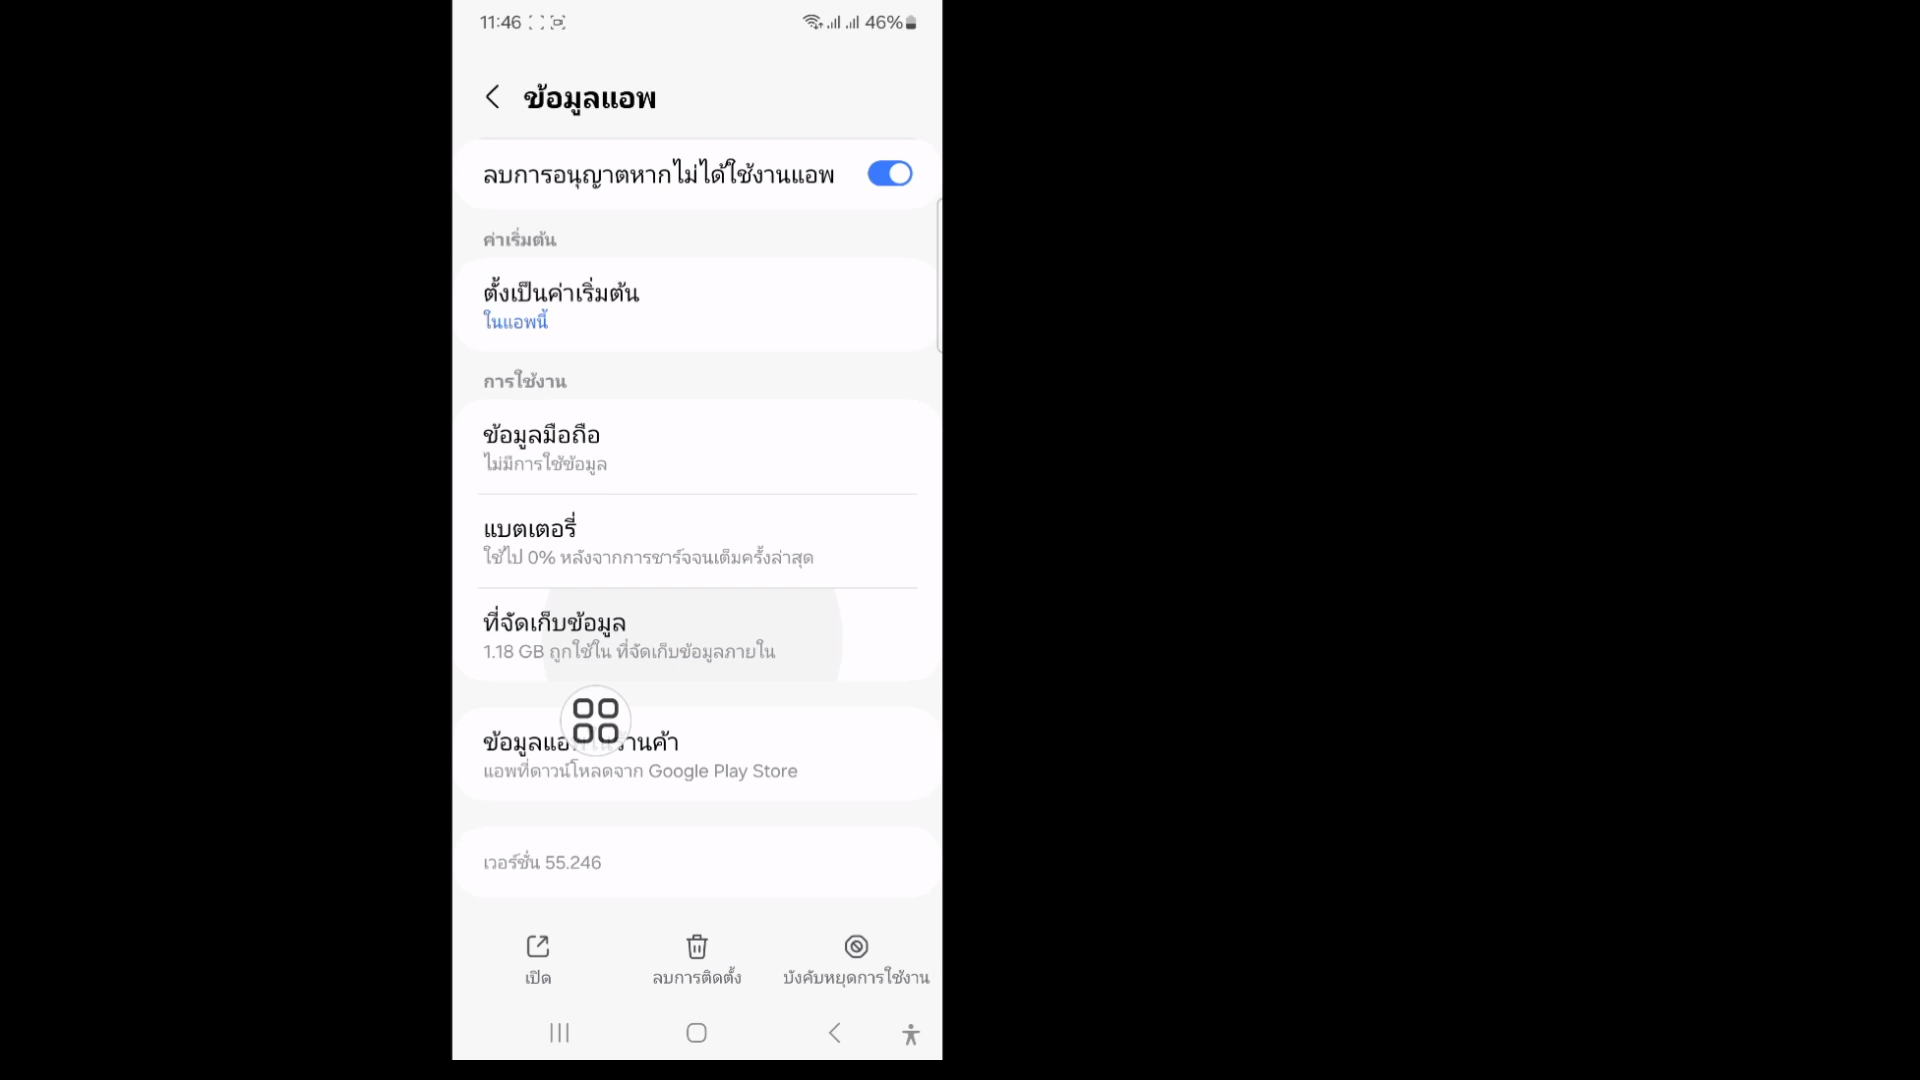 11:46 46%
ข้อมูลแอพ
ลบการอนุญาตหากไม่ได้ใช้งานแอพ
ค่าเริ่มต้น
ตั้งเป็นค่าเริ่มต้น
ในแอพนี้
การใช้งาน
ข้อมูลมือถือ
ไม่มีการใช้ข้อมูล
แบตเตอรี่
ใช้ไป 0% หลังจากการชาร์จจนเต็มครั้งล่าสุด
ที่จัดเก็บข้อมูล
1.18 GB ถูกใช้ใน ที่จัดเก็บข้อมูลภายใน
ข้อมูลแอพในร้านค้า
แอพที่ดาวน์โหลดจาก Google Play Store
เวอร์ชั่น 55.246
เปิด
ลบการติดตั้ง
บังคับหยุดการใช้งาน